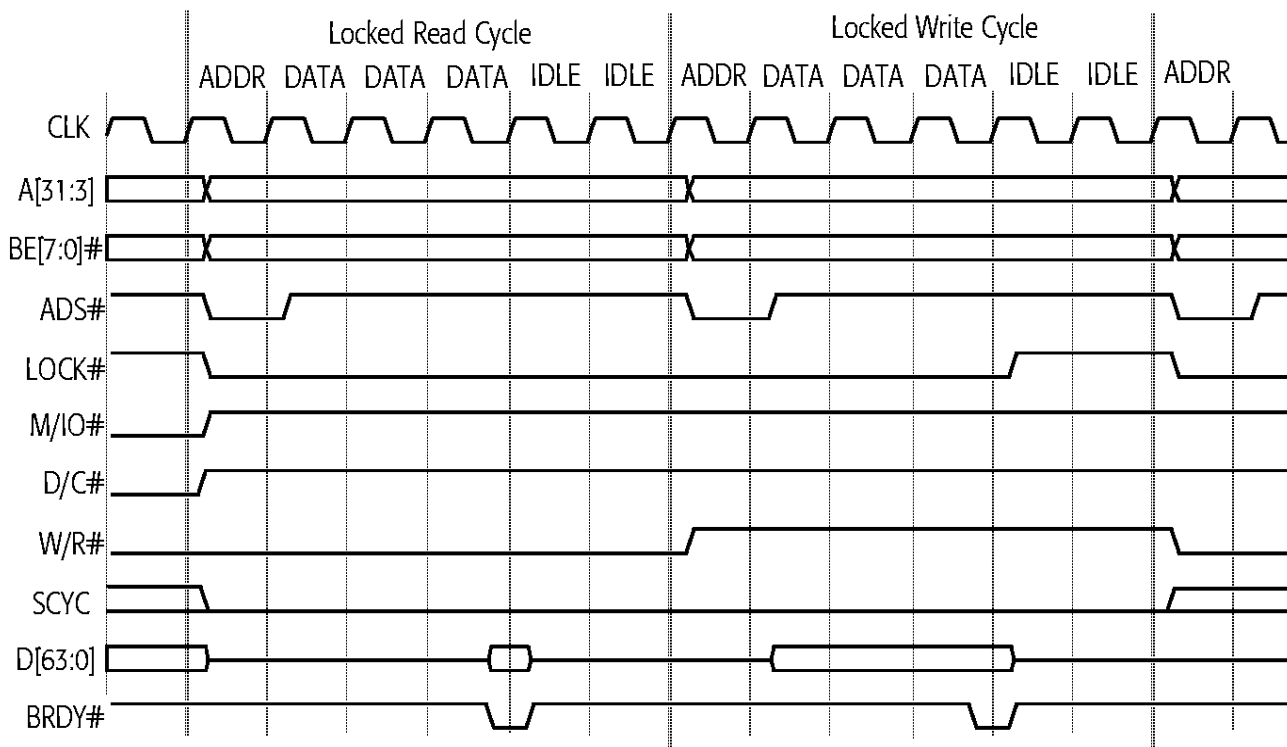 Locked Read Cycle Locked Write Cycle
ADDR DATA DATA DATA IDLE IDLE ADDR DATA DATA DATA IDLE IDLE ADDR
CLK
A[31:3]
BE[7:0]#
ADS#
LOCK#
M/IO#
D/C#
W/R#
SCYC
D[63:0]
BRDY#